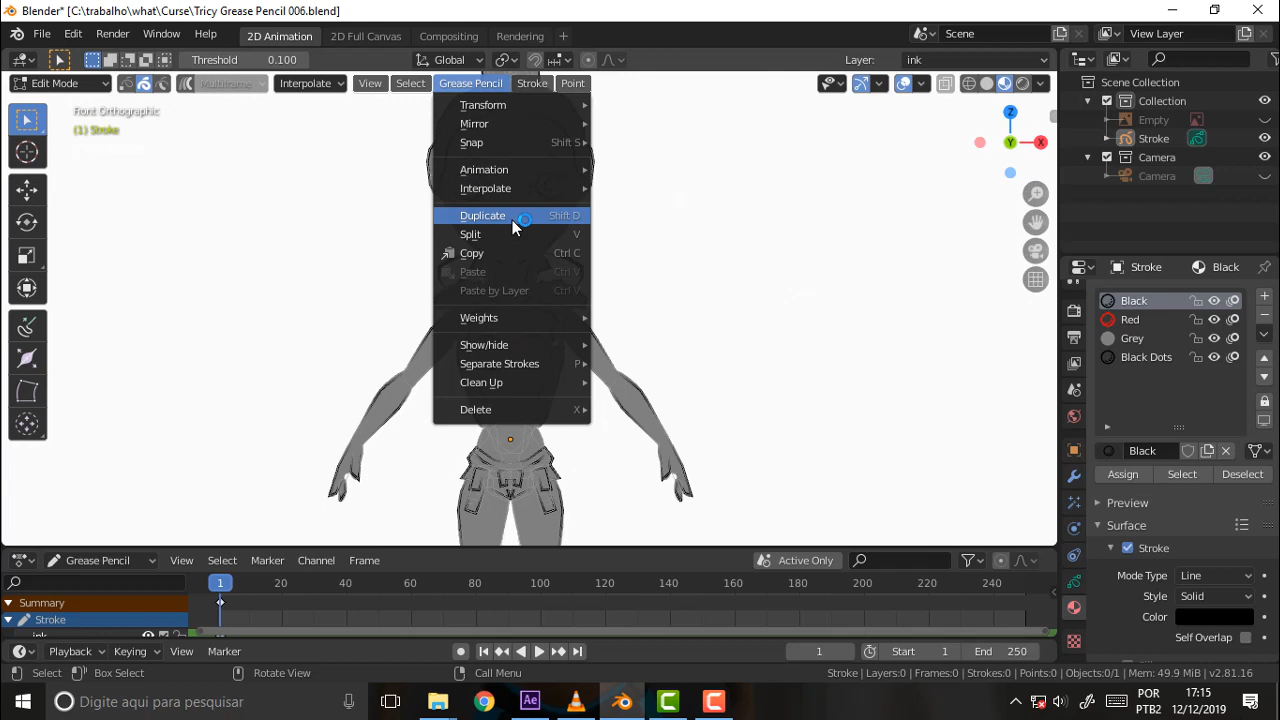 Blender* [C:\trabalho\what\Curse\Tricy Grease Pencil 006.blend]
File Edit Render Window Help 2D Animation 2D Full Canvas Compositing Rendering + Scene View Layer
Threshold 0.100 Global Layer: ink
Edit Mode Multiframe Interpolate View Select Grease Pencil Stroke Point
Front Orthographic
(1) Stroke
Transform
Mirror
Snap Shift S
Animation
Interpolate
Duplicate Shift D
Split V
Copy Ctrl C
Paste Ctrl V
Paste by Layer Ctrl V
Weights
Show/hide
Separate Strokes P
Clean Up
Delete X
Z
Y
X
Scene Collection
Collection
Empty
Stroke
Camera
Camera
Stroke Black
Black
Red
Grey
Black Dots
Black
Assign Select Deselect
Preview
Surface
Stroke
Mode Type Line
Style Solid
Color
Self Overlap
Grease Pencil View Select Marker Channel Frame Active Only
1 20 40 60 80 100 120 140 160 180 200 220 240
Summary
Stroke
ink
Playback Keying View Marker 1 Start 1 End 250
Select Box Select Rotate View Call Menu Stroke | Layers:0 | Frames:0 | Strokes:0 | Points:0 | Objects:0/1 | Mem: 49.9 MiB | v2.81.16
Digite aqui para pesquisar Ae POR 17:15
PTB2 12/12/2019